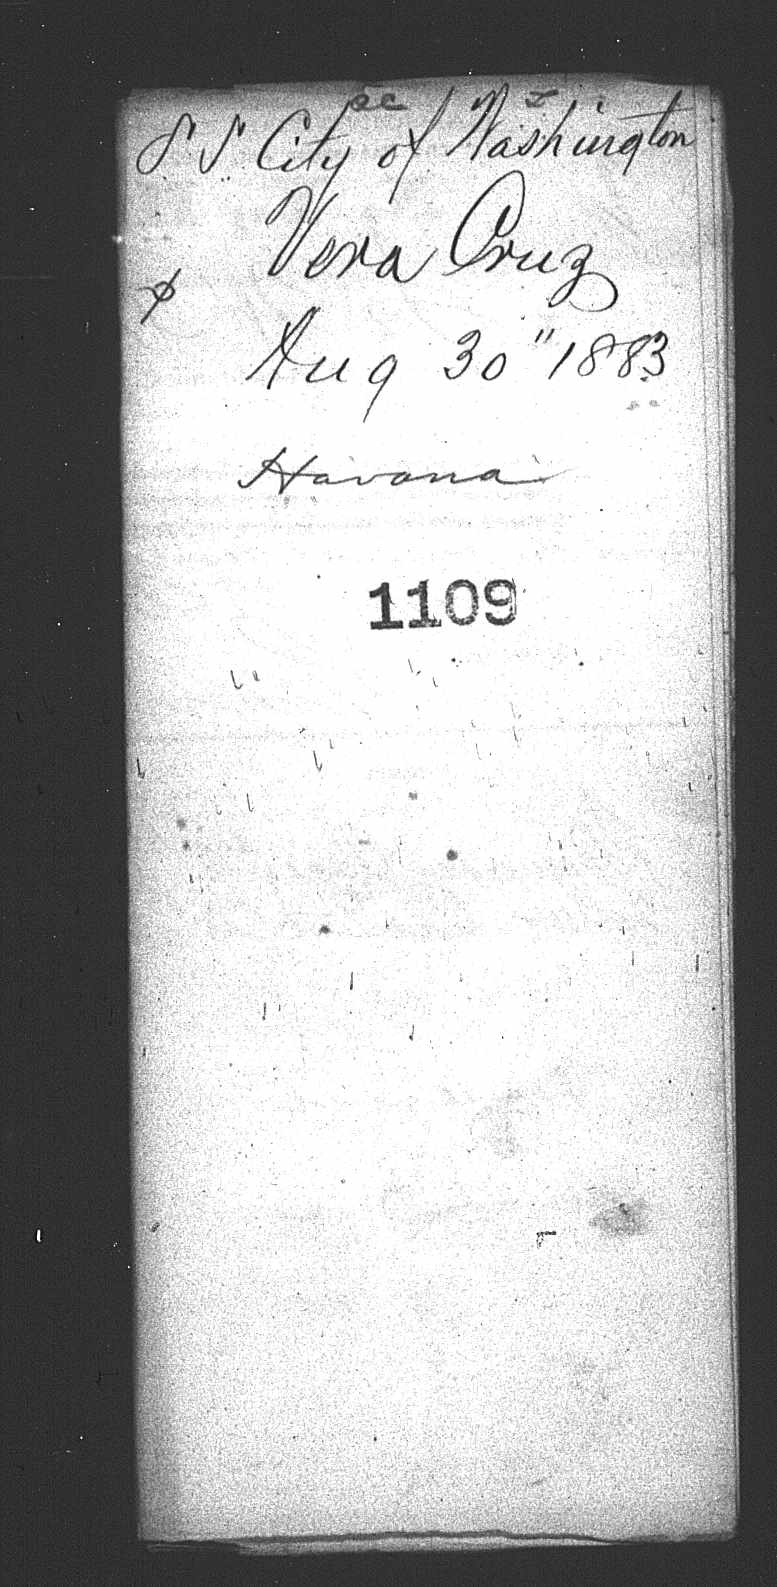 S.S. City of Washington
Vera Cruz
Aug 30" 1883
Havana
1109